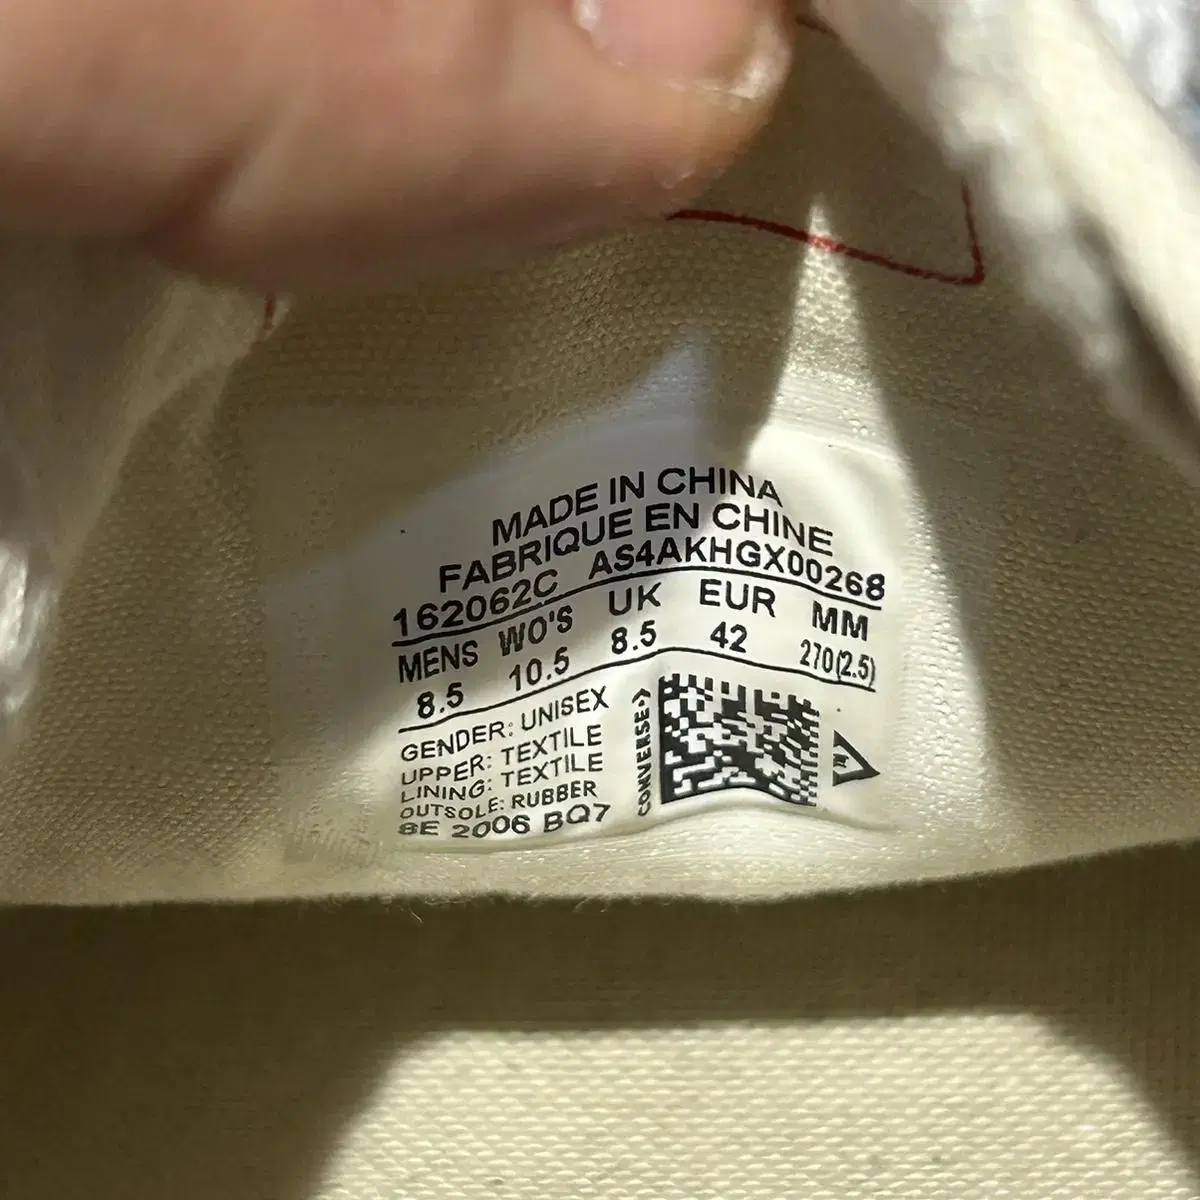 MADE IN CHINA
FABRIQUE EN CHINE
162062C AS4AKHGX00268
MENS WO'S UK EUR MM
8.5 10.5 8.5 42 270(2.5)
GENDER: UNISEX
UPPER: TEXTILE
LINING: TEXTILE
OUTSOLE: RUBBER
SE 2006 BQ7
CONVERSE